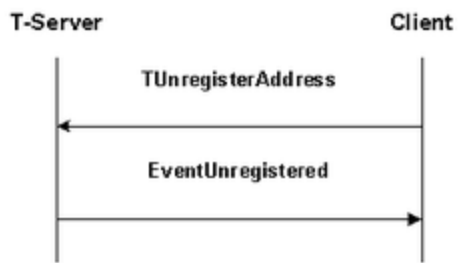 T-Server Client
TUnregisterAddress
EventUnregistered